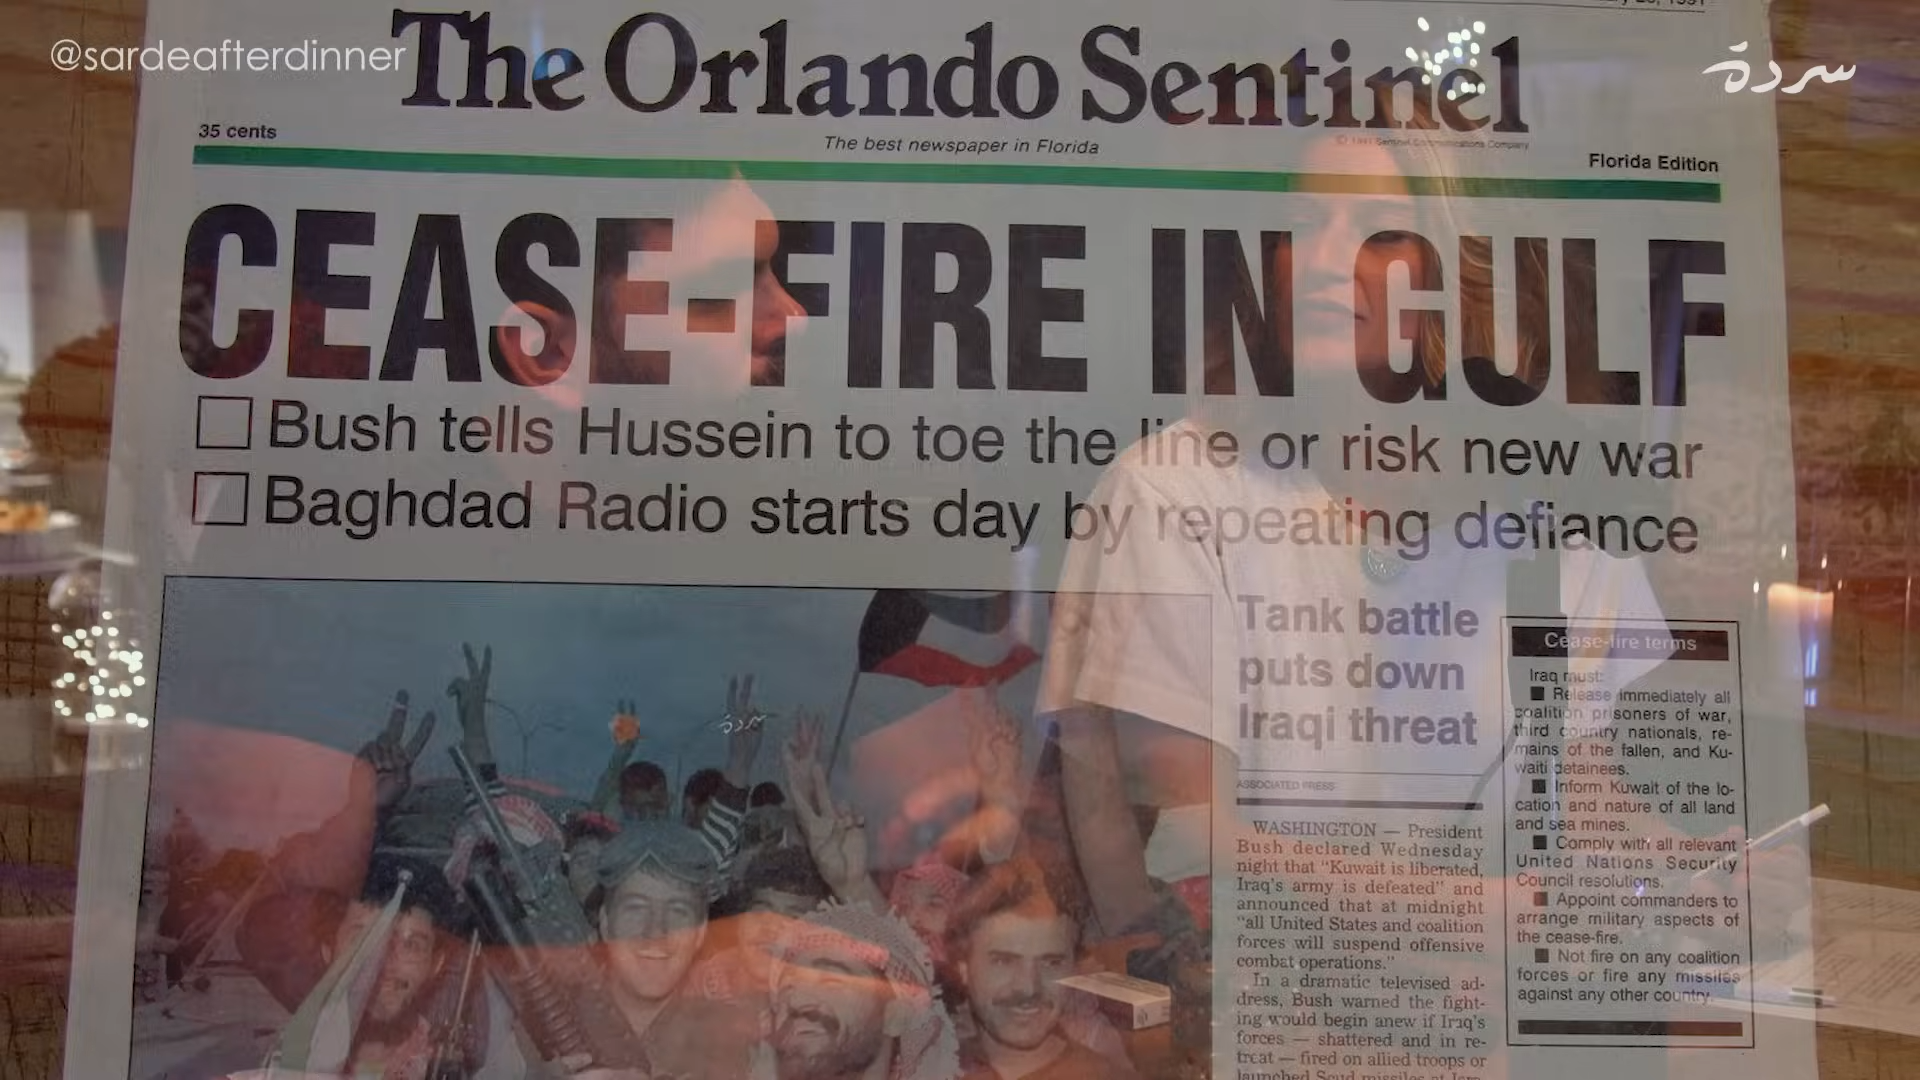 @sardeafterdinner
سردة
The Orlando Sentinel
35 cents
The best newspaper in Florida
© 1991 Sentinel Communications Company
Florida Edition
CEASE-FIRE IN GULF
Bush tells Hussein to toe the line or risk new war
Baghdad Radio starts day by repeating defiance
Tank battle
puts down
Iraqi threat
ASSOCIATED PRESS
WASHINGTON — President
Bush declared Wednesday
night that “Kuwait is liberated,
Iraq’s army is defeated” and
announced that at midnight
“all United States and coalition
forces will suspend offensive
combat operations.”
In a dramatic televised ad-
dress, Bush warned the fight-
ing would begin anew if Iraq’s
forces — shattered and in re-
treat — fired on allied troops or
launched Scud missiles at
Cease-fire terms
Iraq must:
■ Release immediately all
coalition prisoners of war,
third country nationals, re-
mains of the fallen, and Ku-
waiti detainees.
■ Inform Kuwait of the lo-
cation and nature of all land
and sea mines.
■ Comply with all relevant
United Nations Security
Council resolutions.
■ Appoint commanders to
arrange military aspects of
the cease-fire.
■ Not fire on any coalition
forces or fire any missiles
against any other country.
سردة